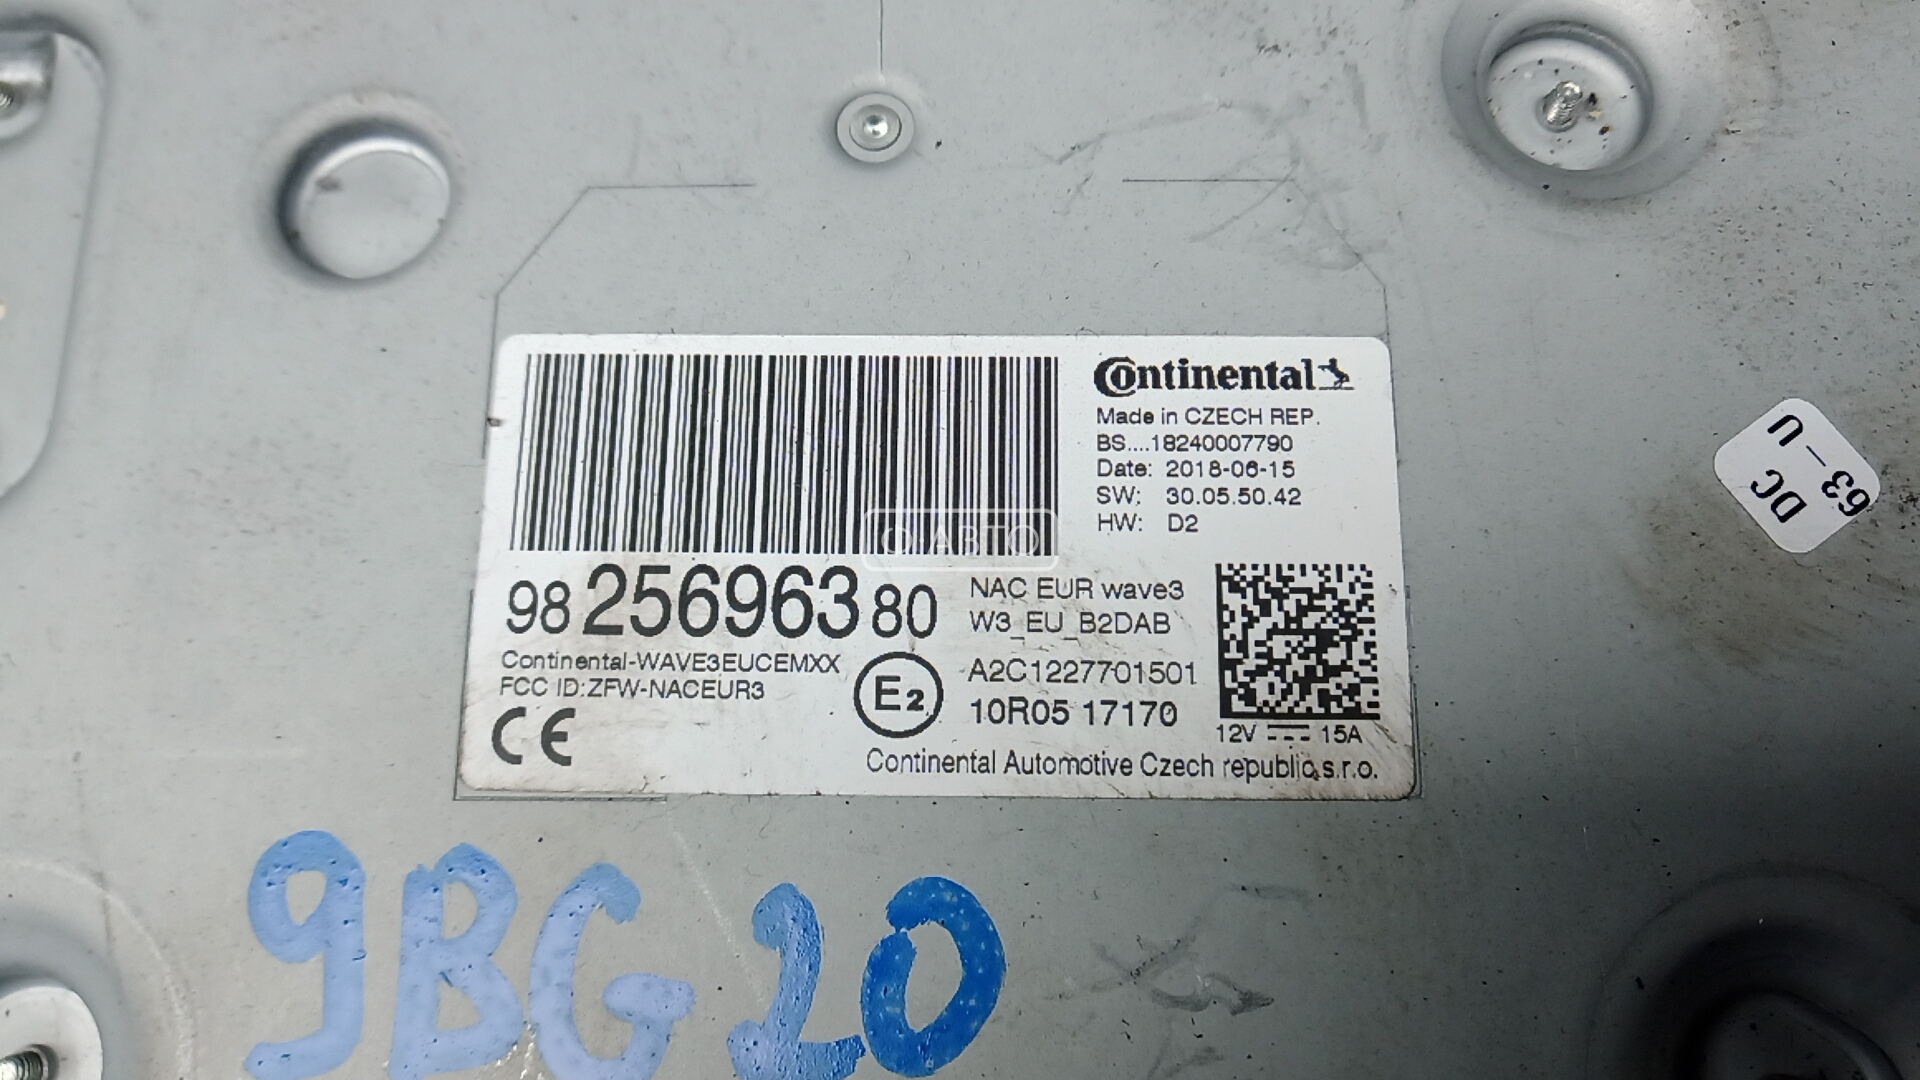 Continental
Made in CZECH REP.
BS....18240007790
Date: 2018-06-15
SW: 30.05.50.42
HW: D2
АВТО
98 256963 80
NAC EUR wave3
W3_EU_B2DAB
Continental-WAVE3EUCEMXX
FCC ID:ZFW-NACEUR3
CE
E2
A2C1227701501
10R05 17170
12V 15A
Continental Automotive Czech republic s.r.o.
DC
63-U
9BG20